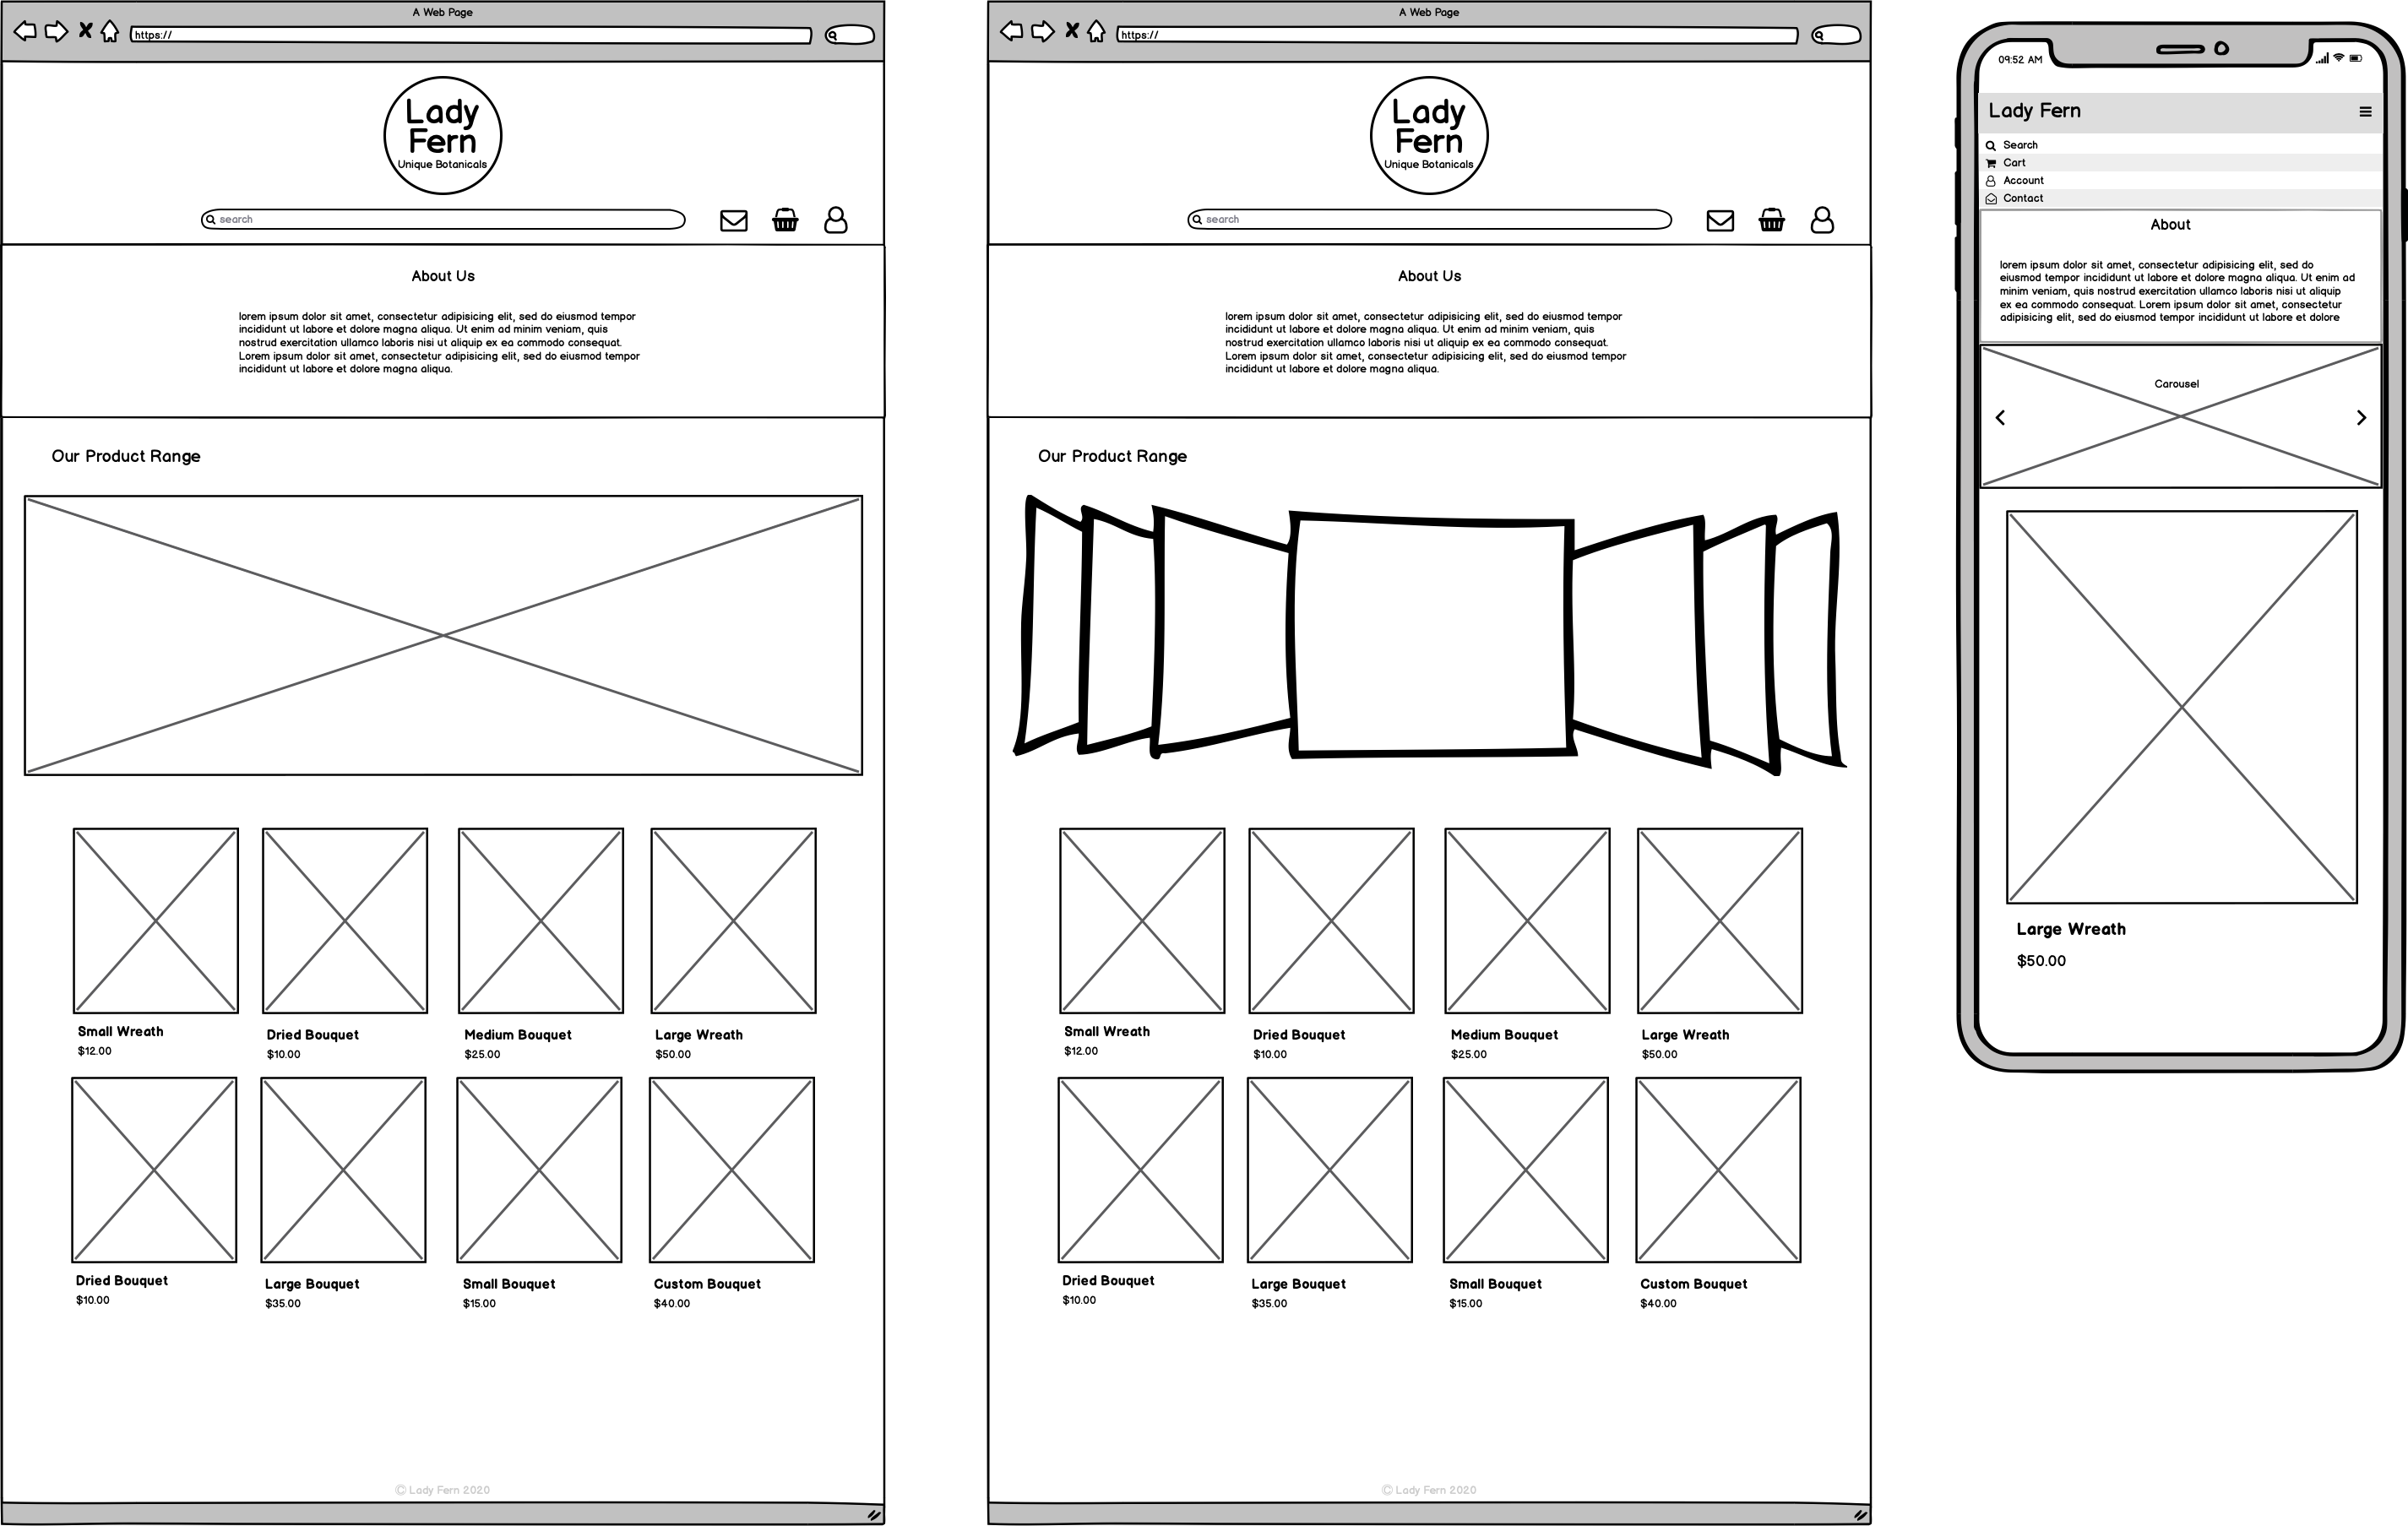 A Web Page
https://
Lady
Fern
Unique Botanicals
search
About Us
lorem ipsum dolor sit amet, consectetur adipisicing elit, sed do eiusmod tempor
incididunt ut labore et dolore magna aliqua. Ut enim ad minim veniam, quis
nostrud exercitation ullamco laboris nisi ut aliquip ex ea commodo consequat.
Lorem ipsum dolor sit amet, consectetur adipisicing elit, sed do eiusmod tempor
incididunt ut labore et dolore magna aliqua.
Our Product Range
Small Wreath
$12.00
Dried Bouquet
$10.00
Medium Bouquet
$25.00
Large Wreath
$50.00
Dried Bouquet
$10.00
Large Bouquet
$35.00
Small Bouquet
$15.00
Custom Bouquet
$40.00
© Lady Fern 2020
A Web Page
https://
Lady
Fern
Unique Botanicals
search
About Us
lorem ipsum dolor sit amet, consectetur adipisicing elit, sed do eiusmod tempor
incididunt ut labore et dolore magna aliqua. Ut enim ad minim veniam, quis
nostrud exercitation ullamco laboris nisi ut aliquip ex ea commodo consequat.
Lorem ipsum dolor sit amet, consectetur adipisicing elit, sed do eiusmod tempor
incididunt ut labore et dolore magna aliqua.
Our Product Range
Small Wreath
$12.00
Dried Bouquet
$10.00
Medium Bouquet
$25.00
Large Wreath
$50.00
Dried Bouquet
$10.00
Large Bouquet
$35.00
Small Bouquet
$15.00
Custom Bouquet
$40.00
© Lady Fern 2020
09:52 AM
Lady Fern
Search
Cart
Account
Contact
About
lorem ipsum dolor sit amet, consectetur adipisicing elit, sed do
eiusmod tempor incididunt ut labore et dolore magna aliqua. Ut enim ad
minim veniam, quis nostrud exercitation ullamco laboris nisi ut aliquip
ex ea commodo consequat. Lorem ipsum dolor sit amet, consectetur
adipisicing elit, sed do eiusmod tempor incididunt ut labore et dolore
Carousel
Large Wreath
$50.00